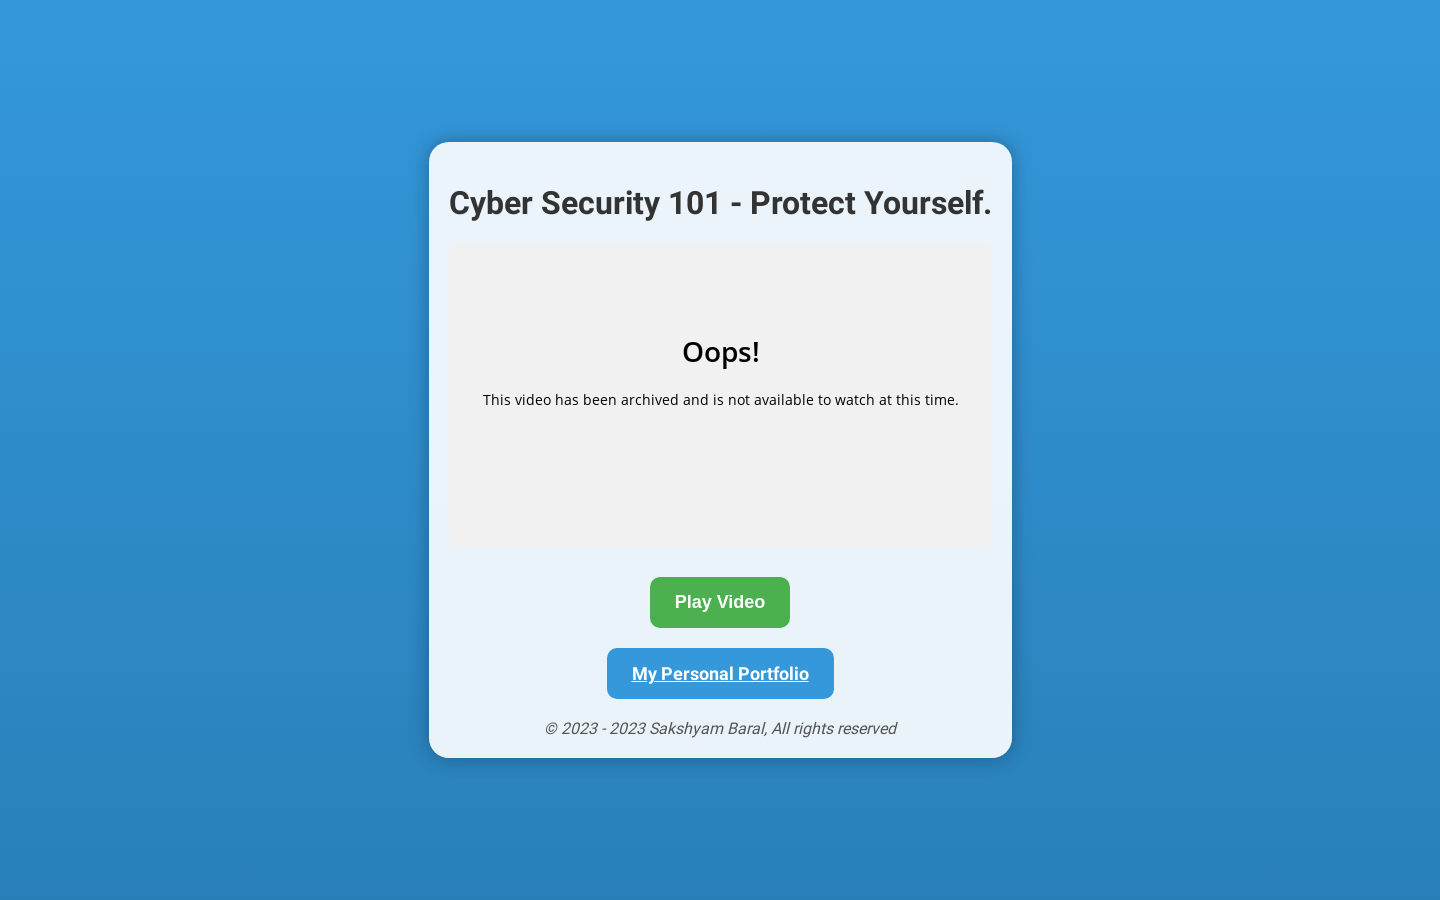 Cyber Security 101 - Protect Yourself.
Oops!
This video has been archived and is not available to watch at this time.
Play Video
My Personal Portfolio
© 2023 - 2023 Sakshyam Baral, All rights reserved